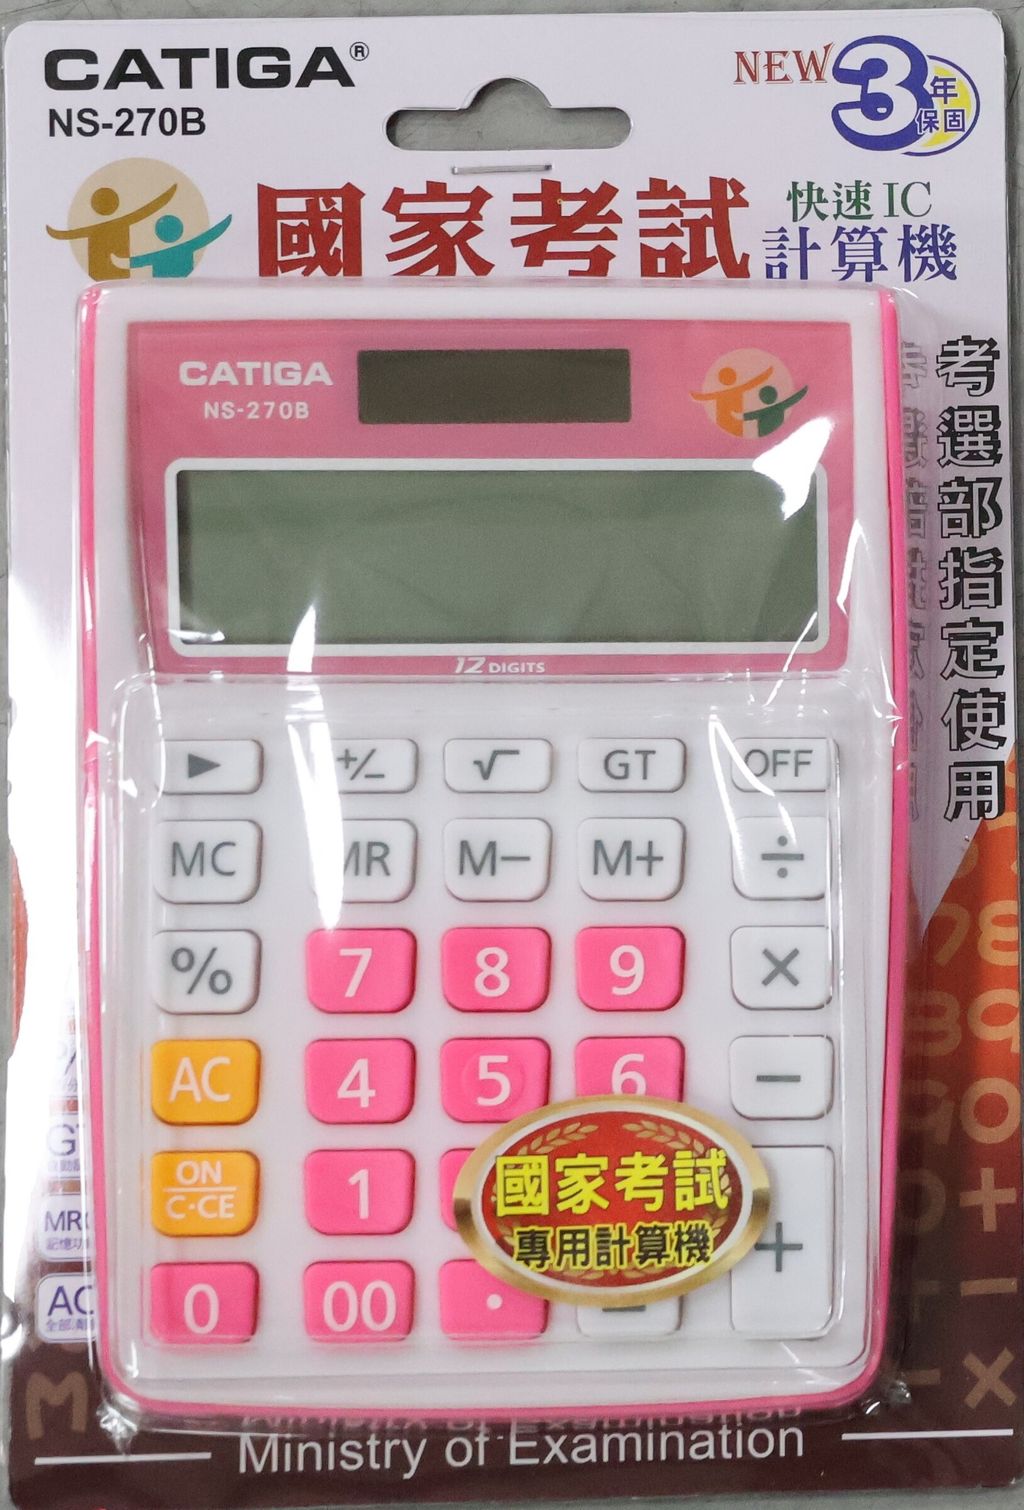 CATIGA®
NS-270B
NEW 3年保固
國家考試
快速IC
計算機
考選部指定使用
CATIGA
NS-270B
12 DIGITS
► +/− √ GT OFF
MC MR M− M+ ÷
% 7 8 9 ×
AC 4 5 6 −
ON
C·CE
1 +
0 00 ·
國家考試
專用計算機
MR
AC
Ministry of Examination